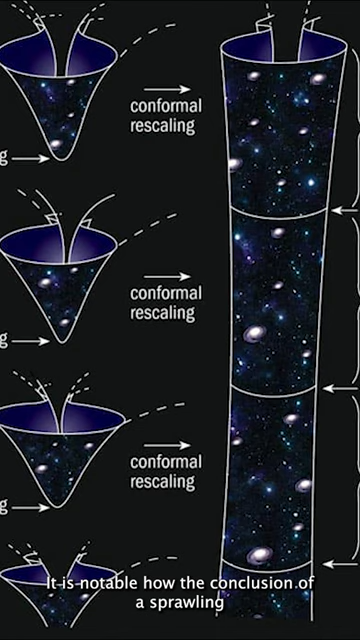 conformal
rescaling
g
conformal
rescaling
g
conformal
rescaling
g
It is notable how the conclusion of
a sprawling